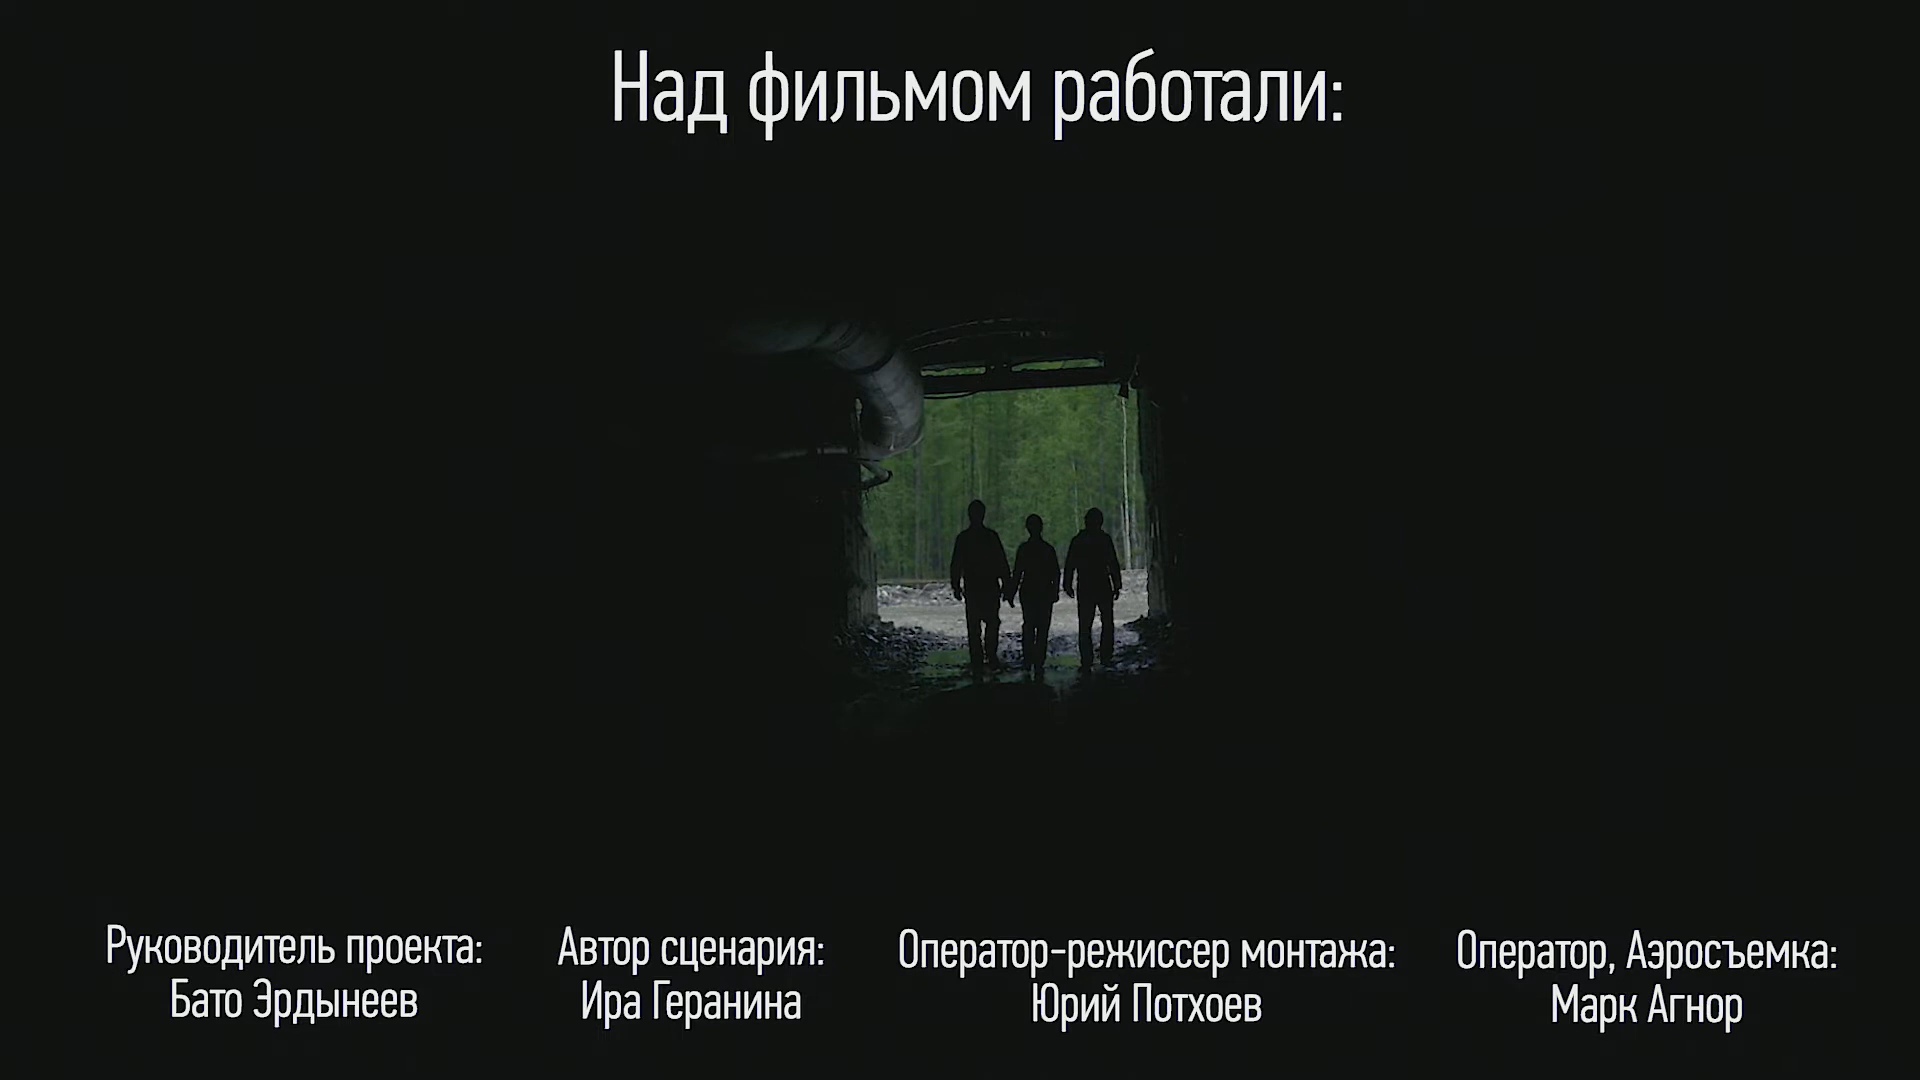 Над фильмом работали:
Руководитель проекта:
Бато Эрдынеев
Автор сценария:
Ира Геранина
Оператор-режиссер монтажа:
Юрий Потхоев
Оператор, Аэросъемка:
Марк Агнор